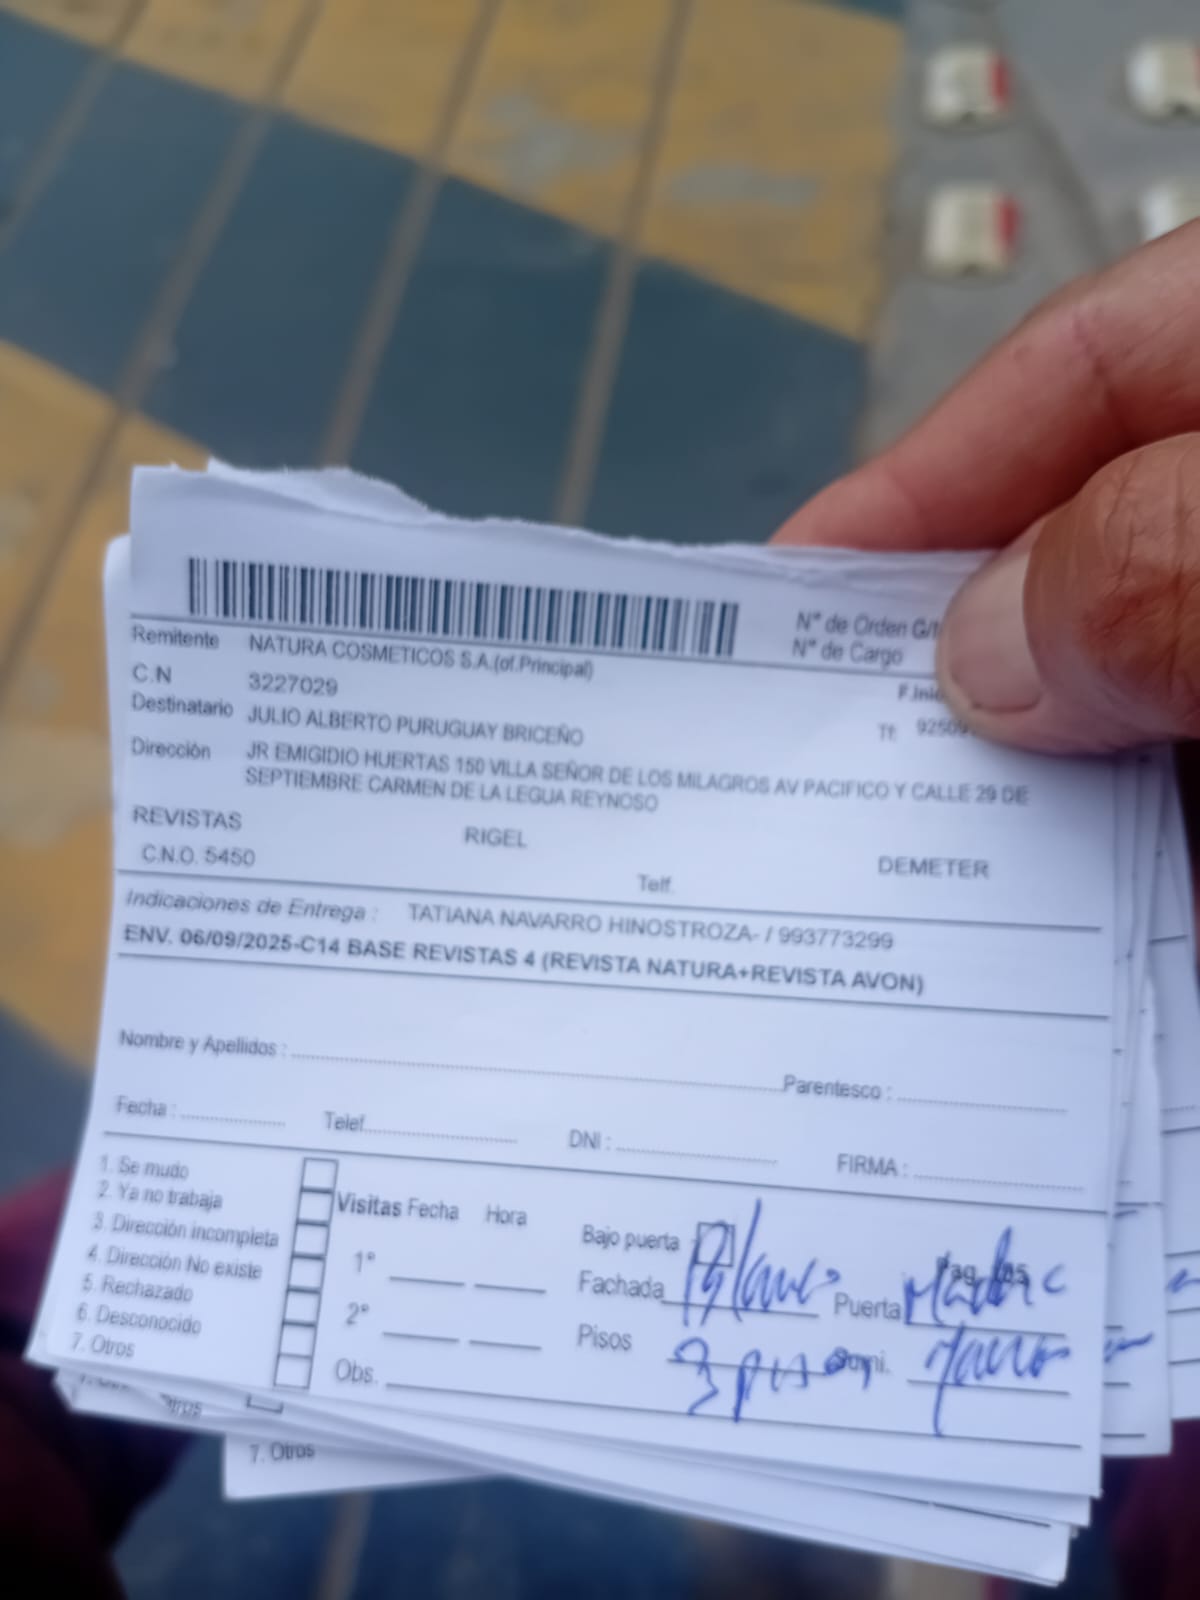 N° de Orden G/
N° de Cargo
Remitente NATURA COSMETICOS S.A.(of.Principal)
C.N 3227029
Destinatario JULIO ALBERTO PURUGUAY BRICEÑO
Tf: 9250
Dirección JR EMIGIDIO HUERTAS 150 VILLA SEÑOR DE LOS MILAGROS AV PACIFICO Y CALLE 29 DE
SEPTIEMBRE CARMEN DE LA LEGUA REYNOSO
REVISTAS RIGEL DEMETER
C.N.O. 5450 Telf.
Indicaciones de Entrega : TATIANA NAVARRO HINOSTROZA- / 993773299
ENV. 06/09/2025-C14 BASE REVISTAS 4 (REVISTA NATURA+REVISTA AVON)
Nombre y Apellidos : Parentesco :
Fecha : Telef. DNI : FIRMA :
1. Se mudo
2. Ya no trabaja
3. Dirección incompleta
4. Dirección No existe
5. Rechazado
6. Desconocido
7. Otros
Visitas Fecha Hora
1°
2°
Obs.
Bajo puerta
Fachada Puerta
Pisos 3 pisos
Pag.
7. Otros